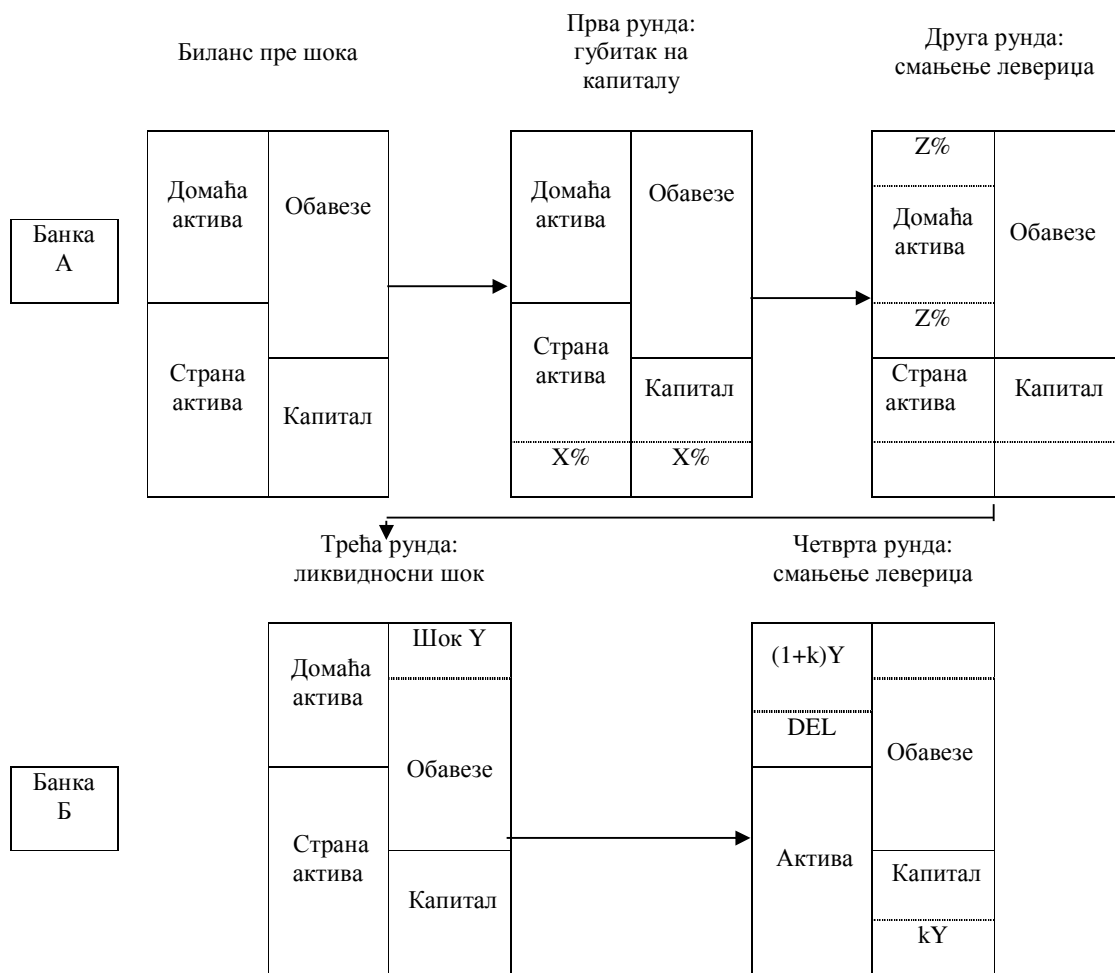 Биланс пре шока
Прва рунда:
губитак на
капиталу
Друга рунда:
смањење левериџа
Банка
А
Домаћа
актива
Обавезе
Страна
актива
Капитал
Домаћа
актива
Обавезе
Страна
актива
Капитал
X%
X%
Z%
Домаћа
актива
Обавезе
Z%
Страна
актива
Капитал
Трећа рунда:
ликвидносни шок
Четврта рунда:
смањење левериџа
Банка
Б
Домаћа
актива
Шок Y
Обавезе
Страна
актива
Капитал
(1+k)Y
DEL
Обавезе
Актива
Капитал
kY